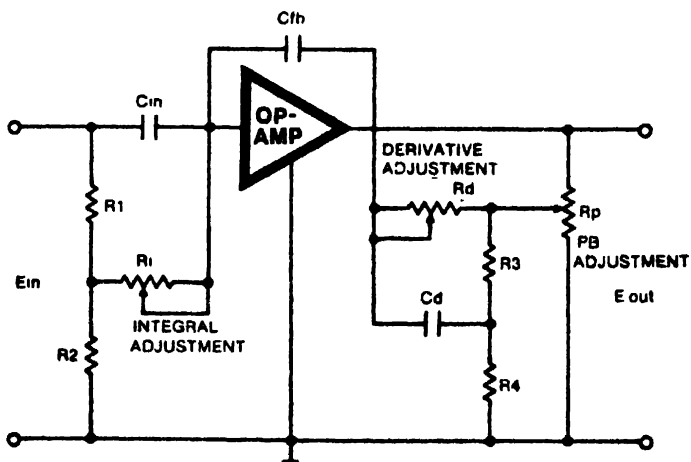 Cfh
Cin
OP-
AMP
DERIVATIVE
ADJUSTMENT
Rd
R1
Rp
PB
ADJUSTMENT
Ein
Ri
R3
E out
Cd
INTEGRAL
ADJUSTMENT
R2
R4